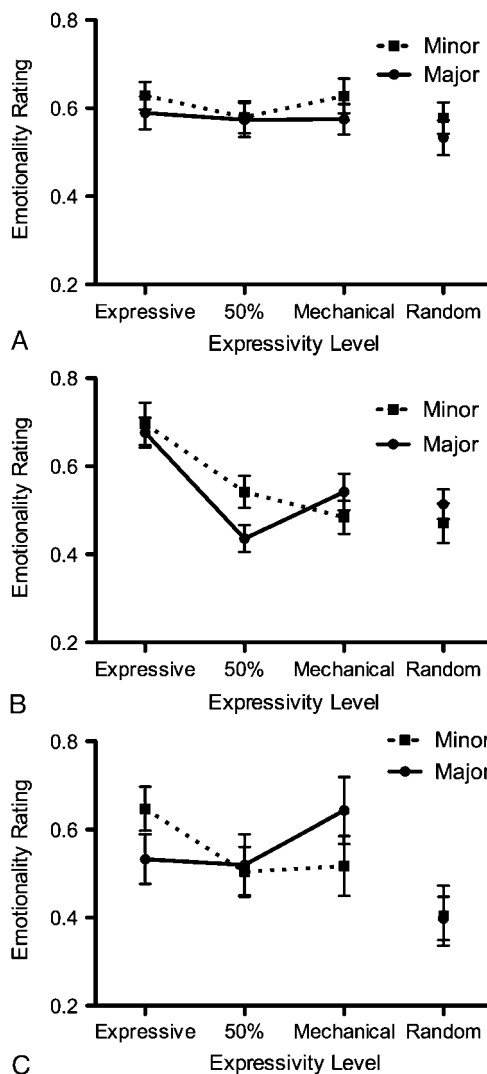 Emotionality Rating
0.8
0.6
0.4
0.2
Minor
Major
Expressive 50% Mechanical Random
Expressivity Level
A
Emotionality Rating
0.8
0.6
0.4
0.2
Minor
Major
Expressive 50% Mechanical Random
Expressivity Level
B
Emotionality Rating
0.8
0.6
0.4
0.2
Minor
Major
Expressive 50% Mechanical Random
Expressivity Level
C